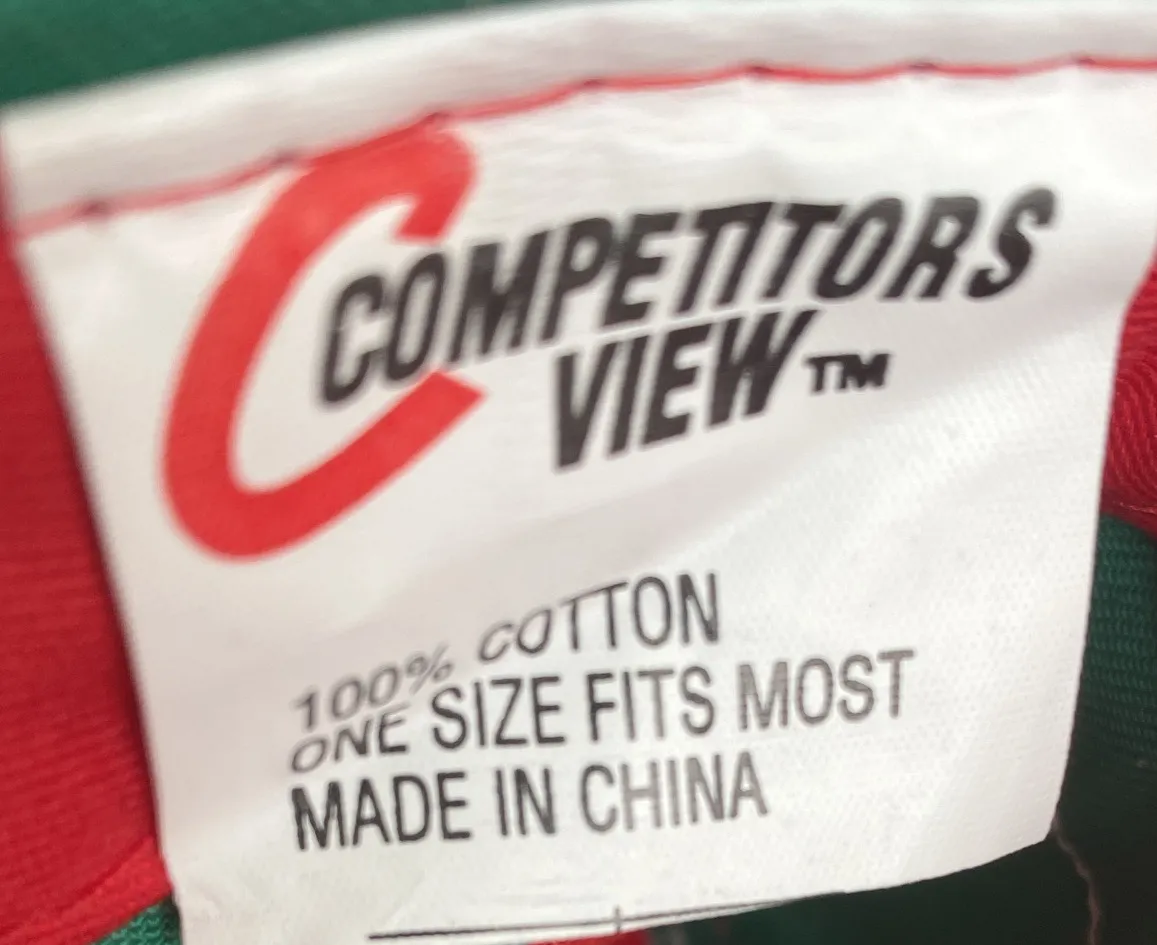 COMPETITORS
VIEW™
100% COTTON
ONE SIZE FITS MOST
MADE IN CHINA